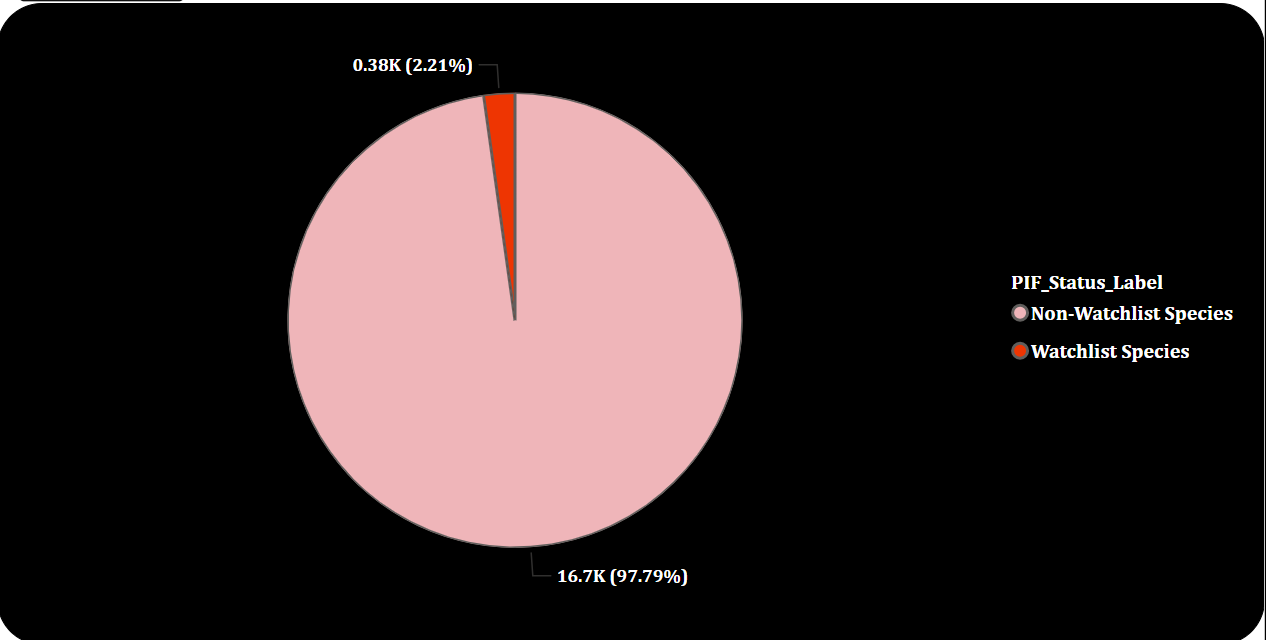 0.38K (2.21%)
PIF_Status_Label
Non-Watchlist Species
Watchlist Species
16.7K (97.79%)